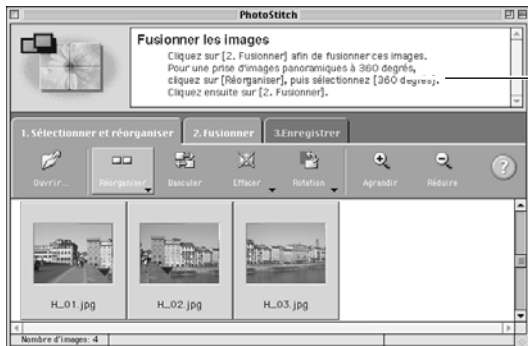 PhotoStitch
Fusionner les images
Cliquez sur [2. Fusionner] afin de fusionner ces images.
Pour une prise d'images panoramiques à 360 degrés,
cliquez sur [Réorganiser], puis sélectionnez [360 degrés].
Cliquez ensuite sur [2. Fusionner].
1. Sélectionner et réorganiser 2. Fusionner 3. Enregistrer
Ouvrir... Réorganiser Basculer Effacer Rotation Agrandir Réduire ?
H_01.jpg H_02.jpg H_03.jpg
Nombre d'images: 4